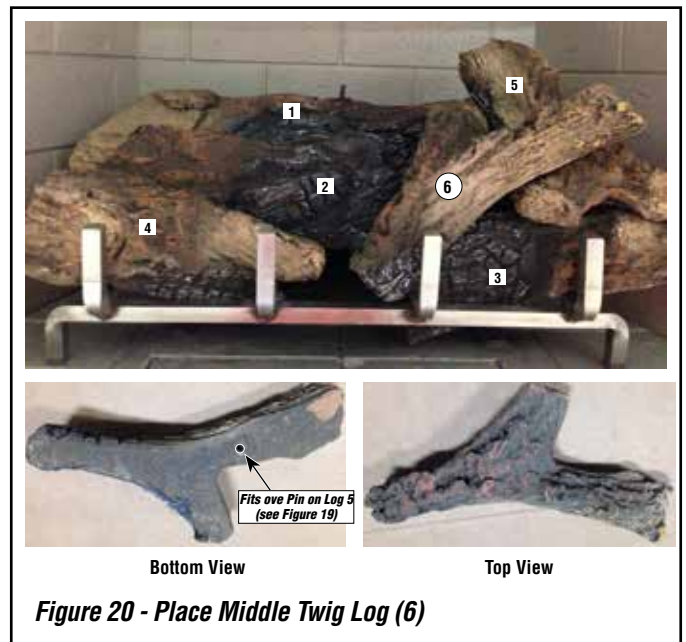 5
1
2
6
4
3
Fits ove Pin on Log 5
(see Figure 19)
Bottom View
Top View
Figure 20 - Place Middle Twig Log (6)